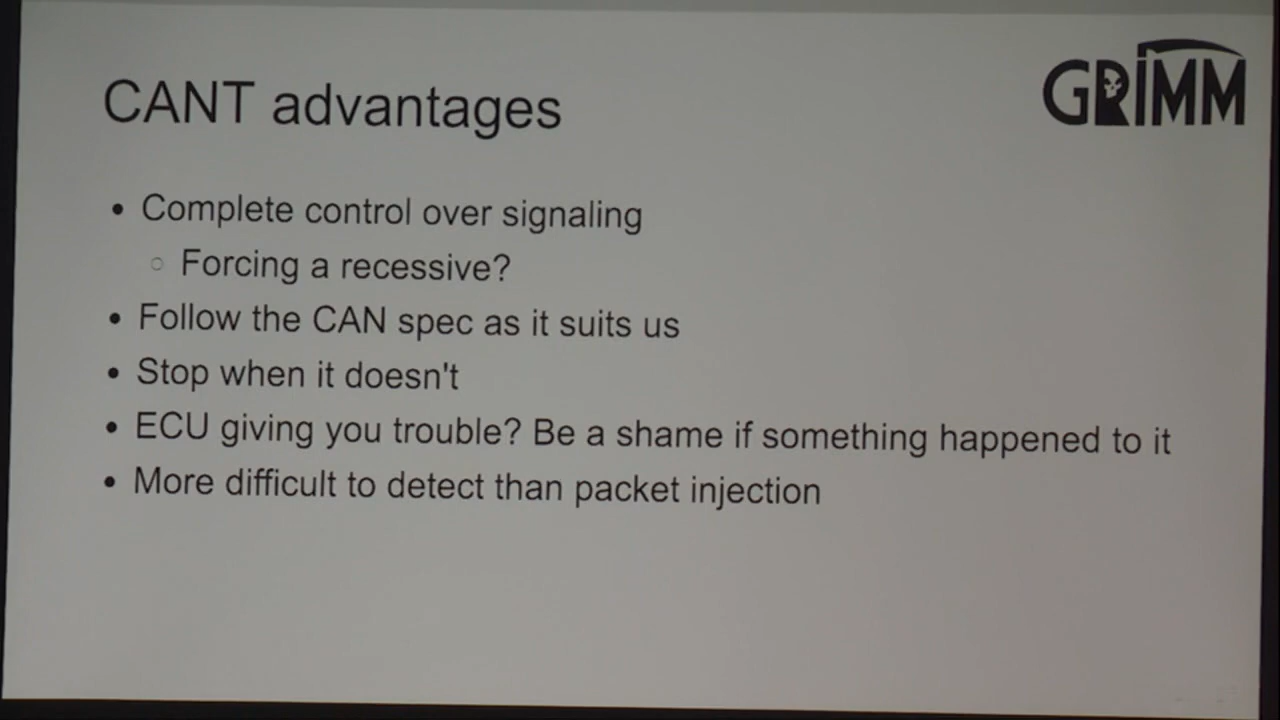 GRIMM
CANT advantages
• Complete control over signaling
○ Forcing a recessive?
• Follow the CAN spec as it suits us
• Stop when it doesn't
• ECU giving you trouble? Be a shame if something happened to it
• More difficult to detect than packet injection